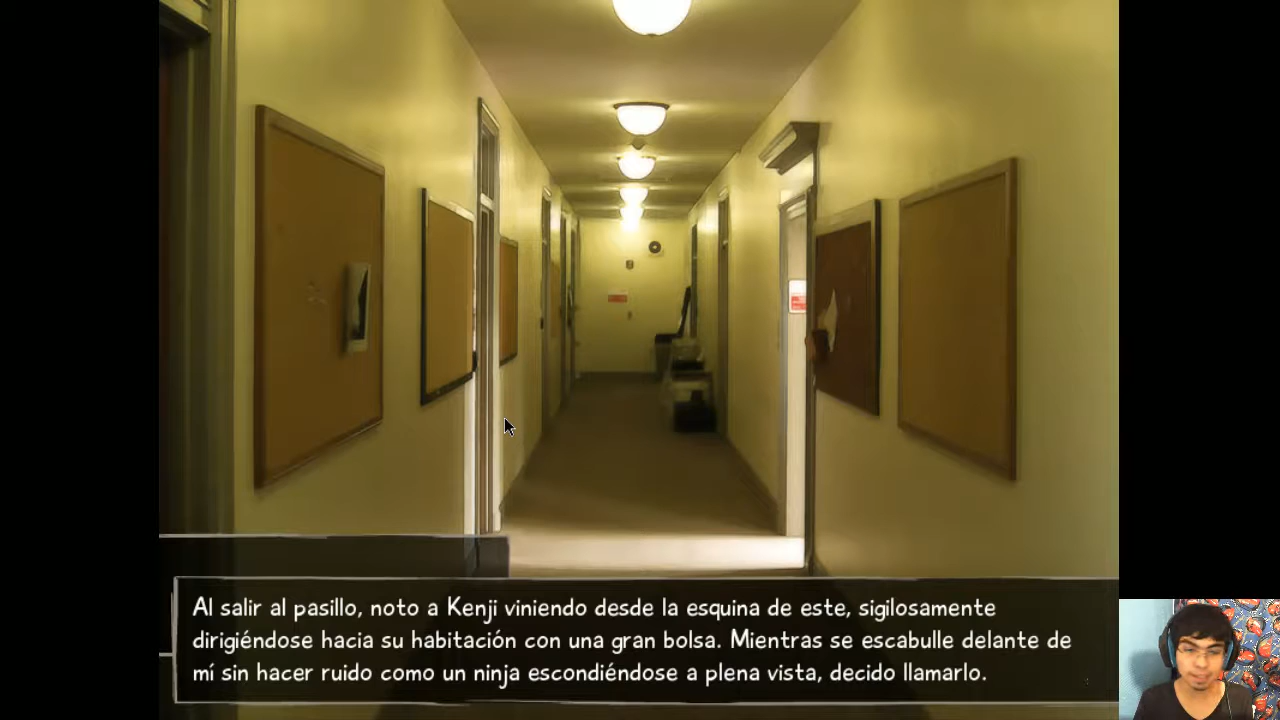 Al salir al pasillo, noto a Kenji viniendo desde la esquina de este, sigilosamente
dirigiéndose hacia su habitación con una gran bolsa. Mientras se escabulle delante de
mí sin hacer ruido como un ninja escondiéndose a plena vista, decido llamarlo.